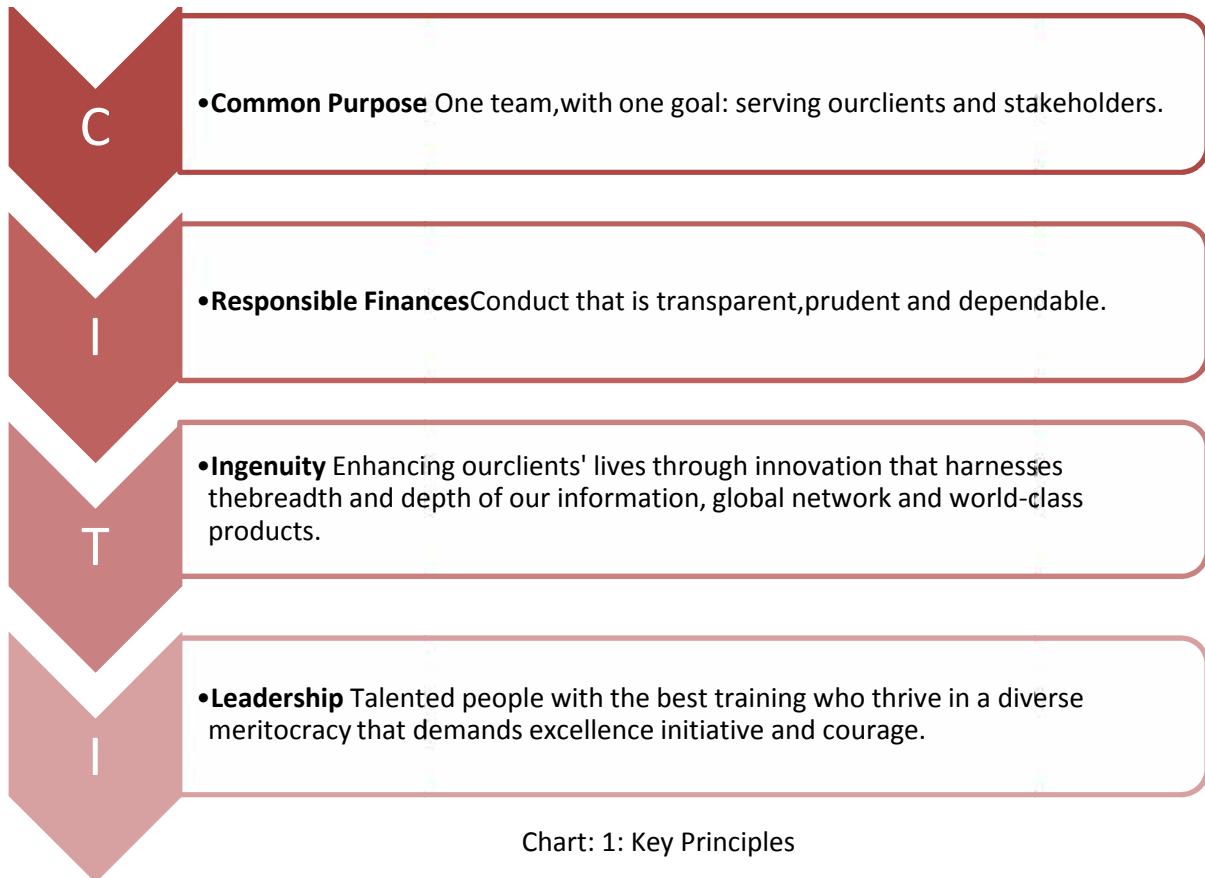 C
•Common Purpose One team,with one goal: serving ourclients and stakeholders.
I
•Responsible FinancesConduct that is transparent,prudent and dependable.
T
•Ingenuity Enhancing ourclients' lives through innovation that harnesses
thebreadth and depth of our information, global network and world-class
products.
I
•Leadership Talented people with the best training who thrive in a diverse
meritocracy that demands excellence initiative and courage.
Chart: 1: Key Principles